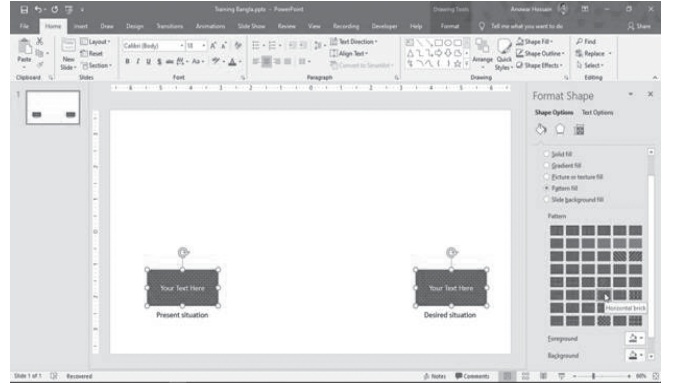 Training Bangla.pptx - PowerPoint
Drawing Tools
Anwear Hossain
File Home Insert Draw Design Transitions Animations Slide Show Review View Recording Developer Help Format Tell me what you want to do Share
Paste
New Slide
Layout
Reset
Section
Calibri (Body) 18
Text Direction
Align Text
Convert to SmartArt
Arrange
Quick Styles
Shape Fill
Shape Outline
Shape Effects
Find
Replace
Select
Clipboard Slides Font Paragraph Drawing Editing
1
Format Shape
Shape Options Text Options
Solid fill
Gradient fill
Picture or texture fill
Pattern fill
Slide background fill
Pattern
Horizontal brick
Foreground
Background
Your Text Here
Present situation
Your Text Here
Desired situation
Slide 1 of 1 Recovered Notes Comments 66%